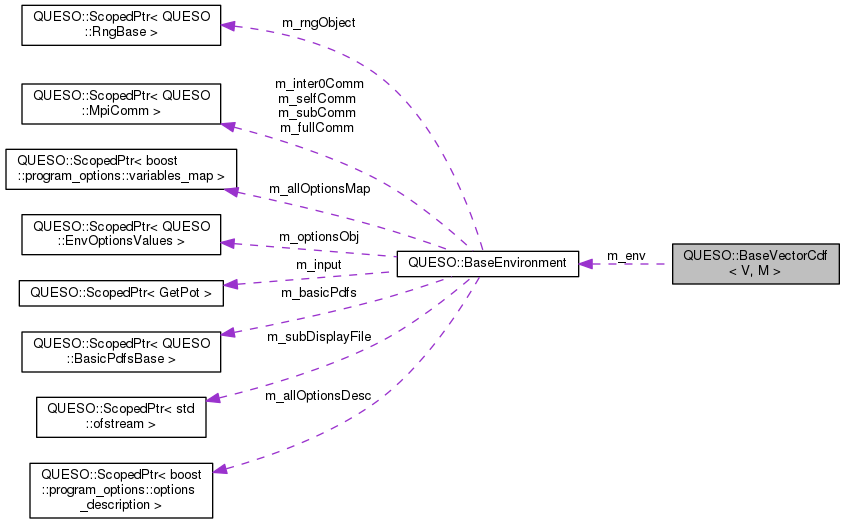 QUESO::ScopedPtr< QUESO
::RngBase >
m_rngObject
QUESO::ScopedPtr< QUESO
::MpiComm >
m_inter0Comm
m_selfComm
m_subComm
m_fullComm
QUESO::ScopedPtr< boost
::program_options::variables_map >
m_allOptionsMap
QUESO::ScopedPtr< QUESO
::EnvOptionsValues >
m_optionsObj
QUESO::ScopedPtr< GetPot >
m_input
QUESO::ScopedPtr< QUESO
::BasicPdfsBase >
m_basicPdfs
QUESO::ScopedPtr< std
::ofstream >
m_subDisplayFile
QUESO::ScopedPtr< boost
::program_options::options
_description >
m_allOptionsDesc
QUESO::BaseEnvironment
m_env
QUESO::BaseVectorCdf
< V, M >